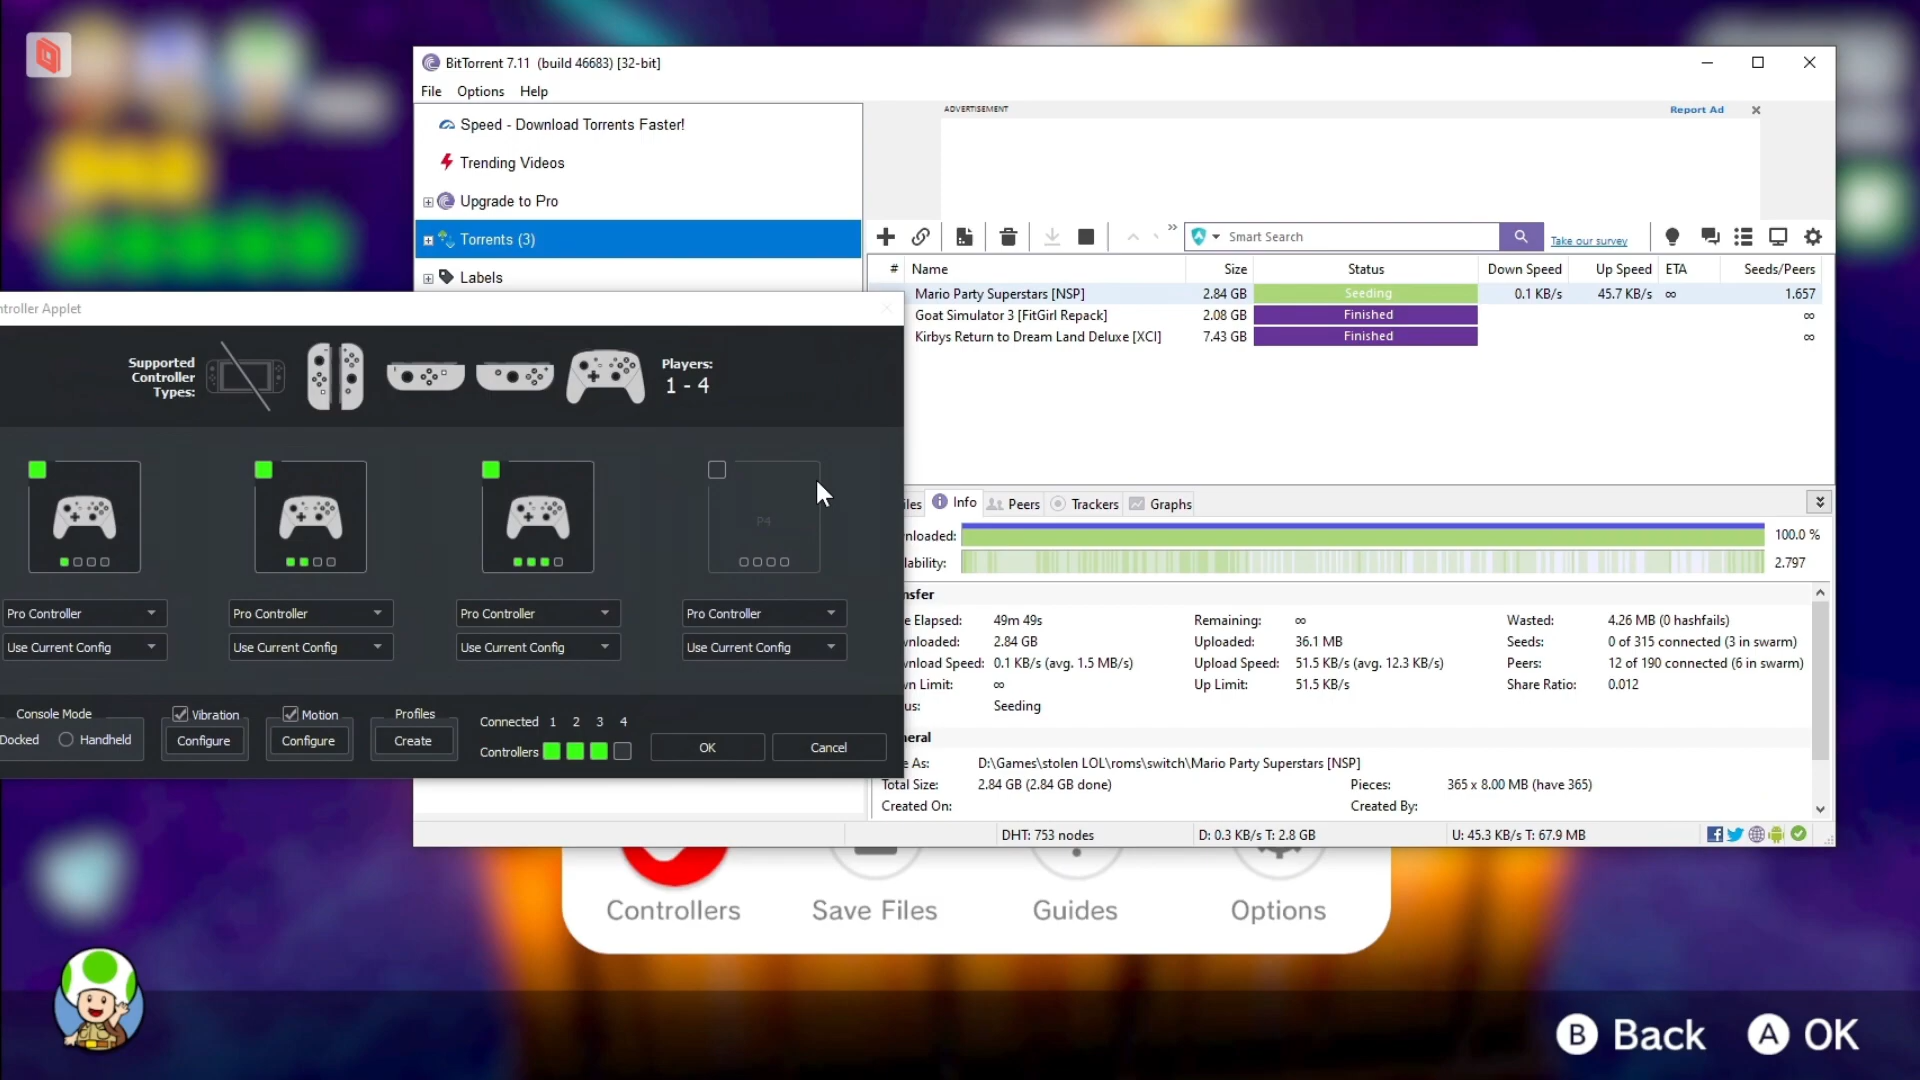 BitTorrent 7.11 (build 46683) [32-bit]
File Options Help
Speed - Download Torrents Faster!
Trending Videos
Upgrade to Pro
Torrents (3)
Labels
ADVERTISEMENT
Report Ad
Smart Search
Take our survey
# Name Size Status Down Speed Up Speed ETA Seeds/Peers
Mario Party Superstars [NSP] 2.84 GB Seeding 0.1 KB/s 45.7 KB/s ∞ 1.657
Goat Simulator 3 [FitGirl Repack] 2.08 GB Finished ∞
Kirbys Return to Dream Land Deluxe [XCI] 7.43 GB Finished ∞
ntroller Applet
Supported
Controller
Types:
Players:
1 - 4
P4
Pro Controller Pro Controller Pro Controller Pro Controller
Use Current Config Use Current Config Use Current Config Use Current Config
Console Mode
Docked Handheld
Vibration
Configure
Motion
Configure
Profiles
Create
Connected 1 2 3 4
Controllers
OK
Cancel
iles Info Peers Trackers Graphs
nloaded: 100.0 %
lability: 2.797
nsfer
e Elapsed: 49m 49s Remaining: ∞ Wasted: 4.26 MB (0 hashfails)
wnloaded: 2.84 GB Uploaded: 36.1 MB Seeds: 0 of 315 connected (3 in swarm)
wnload Speed: 0.1 KB/s (avg. 1.5 MB/s) Upload Speed: 51.5 KB/s (avg. 12.3 KB/s) Peers: 12 of 190 connected (6 in swarm)
wn Limit: ∞ Up Limit: 51.5 KB/s Share Ratio: 0.012
us: Seeding
eral
e As: D:\Games\stolen LOL\roms\switch\Mario Party Superstars [NSP]
Total Size: 2.84 GB (2.84 GB done) Pieces: 365 x 8.00 MB (have 365)
Created On: Created By:
DHT: 753 nodes D: 0.3 KB/s T: 2.8 GB U: 45.3 KB/s T: 67.9 MB
Controllers Save Files Guides Options
B Back A OK